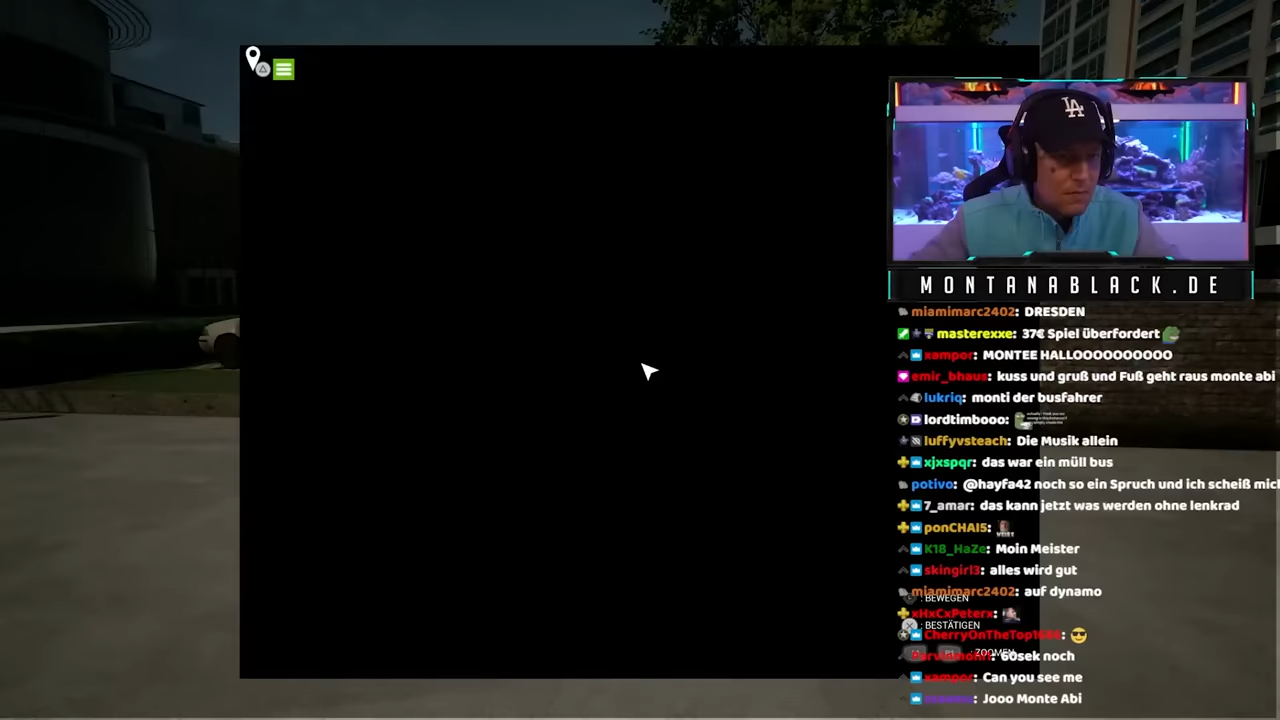 LA
MONTANABLACK.DE
miamimarc2402: DRESDEN
masterexxe: 37€ Spiel überfordert
xampor: MONTEE HALLOOOOOOOOOO
emir_bhaus: kuss und gruß und Fuß geht raus monte abi
lukriq: monti der busfahrer
lordtimbooo:
luffyvsteach: Die Musik allein
xjxspqr: das war ein müll bus
potivo: @hayfa42 noch so ein Spruch und ich scheiß mich
7_amar: das kann jetzt was werden ohne lenkrad
ponCHAI5:
K18_HaZe: Moin Meister
skingirl3: alles wird gut
miamimarc2402: auf dynamo
: BEWEGEN
xHxCxPeterx:
: BESTÄTIGEN
: ZOOMEN
60sek noch
xampor: Can you see me
Jooo Monte Abi